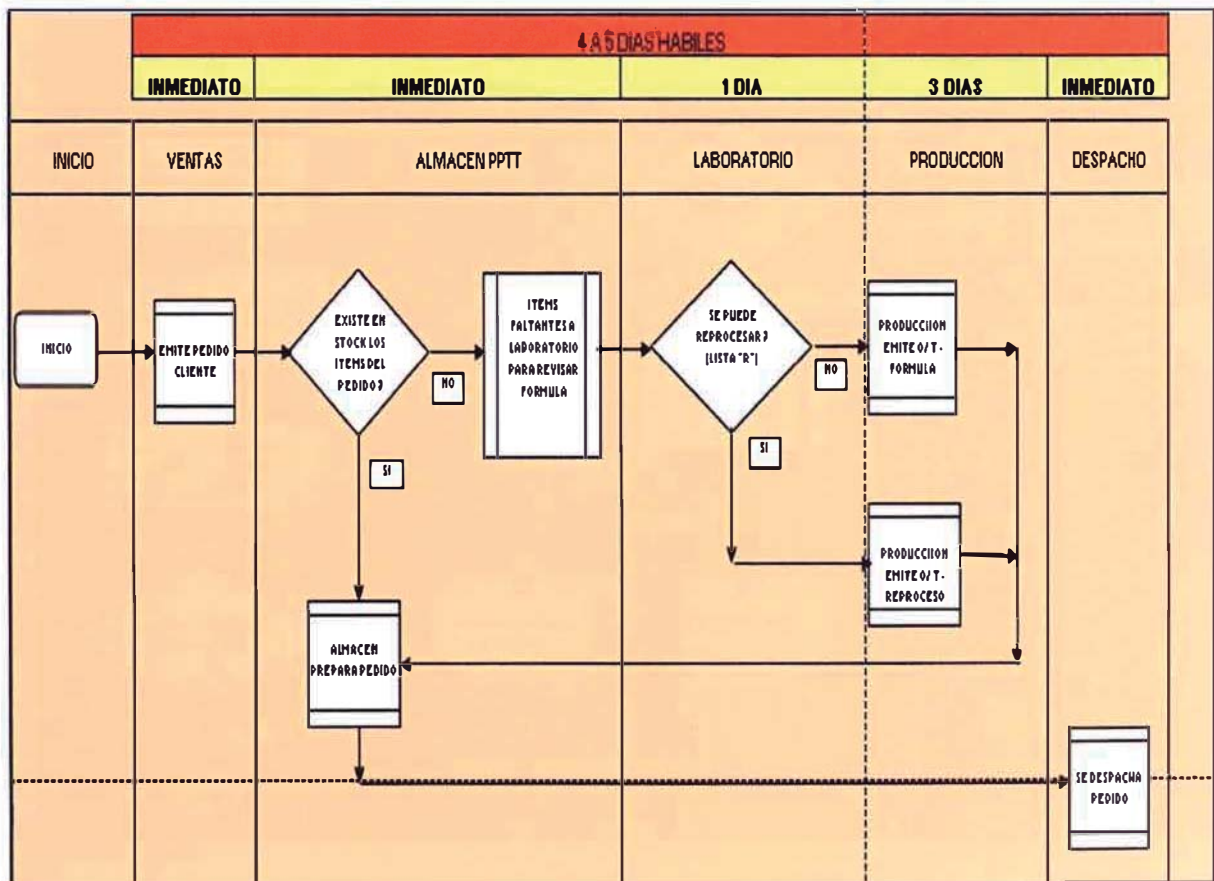 4 A 5 DIAS HABILES
INMEDIATO
INMEDIATO
1 DIA
3 DIAS
INMEDIATO
INICIO
VENTAS
ALMACEN PPTT
LABORATORIO
PRODUCCION
DESPACHO
INICIO
EMITE PEDIDO
CLIENTE
EXISTE EN
STOCK LOS
ITEMS DEL
PEDIDO?
NO
SI
ITEMS
FALTANTES A
LABORATORIO
PARA REVISAR
FORMULA
SE PUEDE
REPROCESAR?
(LISTA "R")
NO
SI
PRODUCCIION
EMITE O/T-
FORMULA
PRODUCCIION
EMITE O/T-
REPROCESO
ALMACEN
PREPARA PEDIDO
SE DESPACHA
PEDIDO